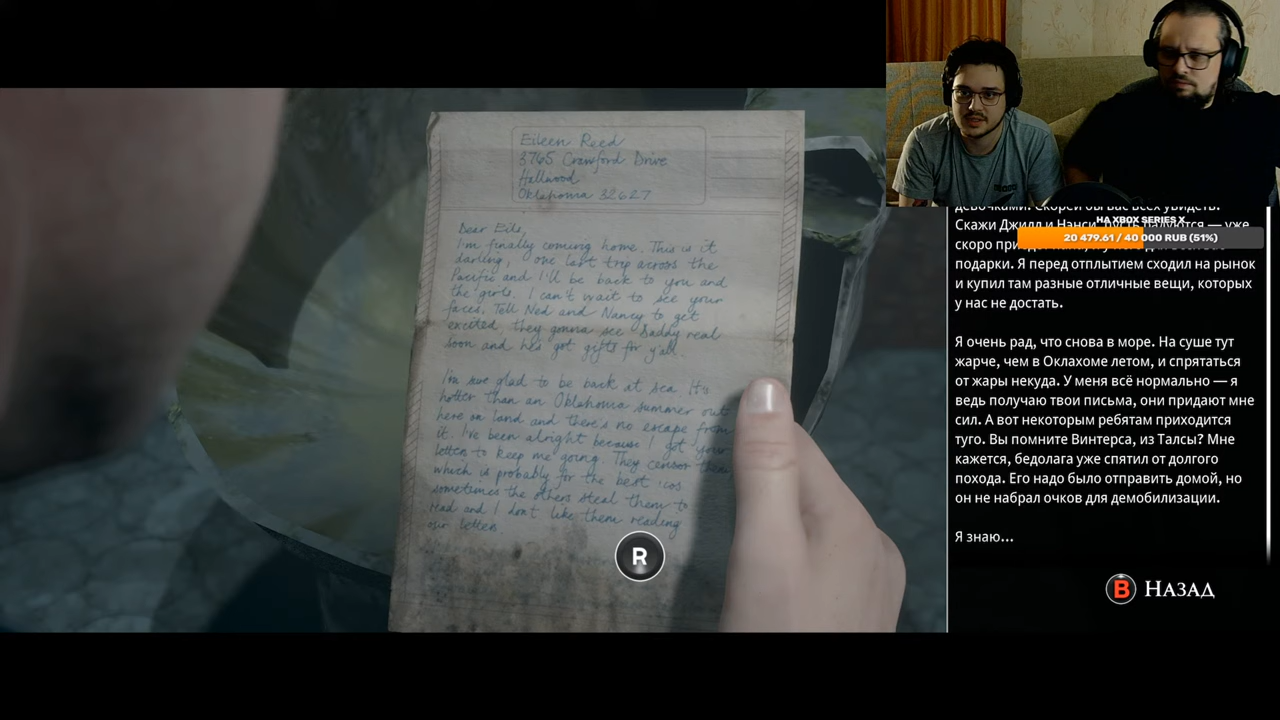 Eileen Reed
3765 Crawford Drive
Hallwood
Oklahoma 32627
Dear Eils,
I'm finally coming home. This is it
darling, one last trip across the
Pacific and I'll be back to you and
the girls. I can't wait to see your
faces. Tell Ned and Nancy to get
excited, they gonna see Daddy real
soon and he's got gifts for y'all.
I'm sure glad to be back at sea. It's
hotter than an Oklahoma summer out
here on land and there's no escape from
it. I've been alright because I got your
letters to keep me going. They censor them
which is probably for the best 'cos
sometimes the others steal them to
read and I don't like them reading
our letters
R
девочками. Скорей бы вас всех увидеть.
Скажи Джилл и Нэнси, — уже
скоро
подарки. Я перед отплытием сходил на рынок
и купил там разные отличные вещи, которых
у нас не достать.
Я очень рад, что снова в море. На суше тут
жарче, чем в Оклахоме летом, и спрятаться
от жары некуда. У меня всё нормально — я
ведь получаю твои письма, они придают мне
сил. А вот некоторым ребятам приходится
туго. Вы помните Винтерса, из Талсы? Мне
кажется, бедолага уже спятил от долгого
похода. Его надо было отправить домой, но
он не набрал очков для демобилизации.
Я знаю...
НА XBOX SERIES X
20 479.61 / 40 000 RUB (51%)
B Назад